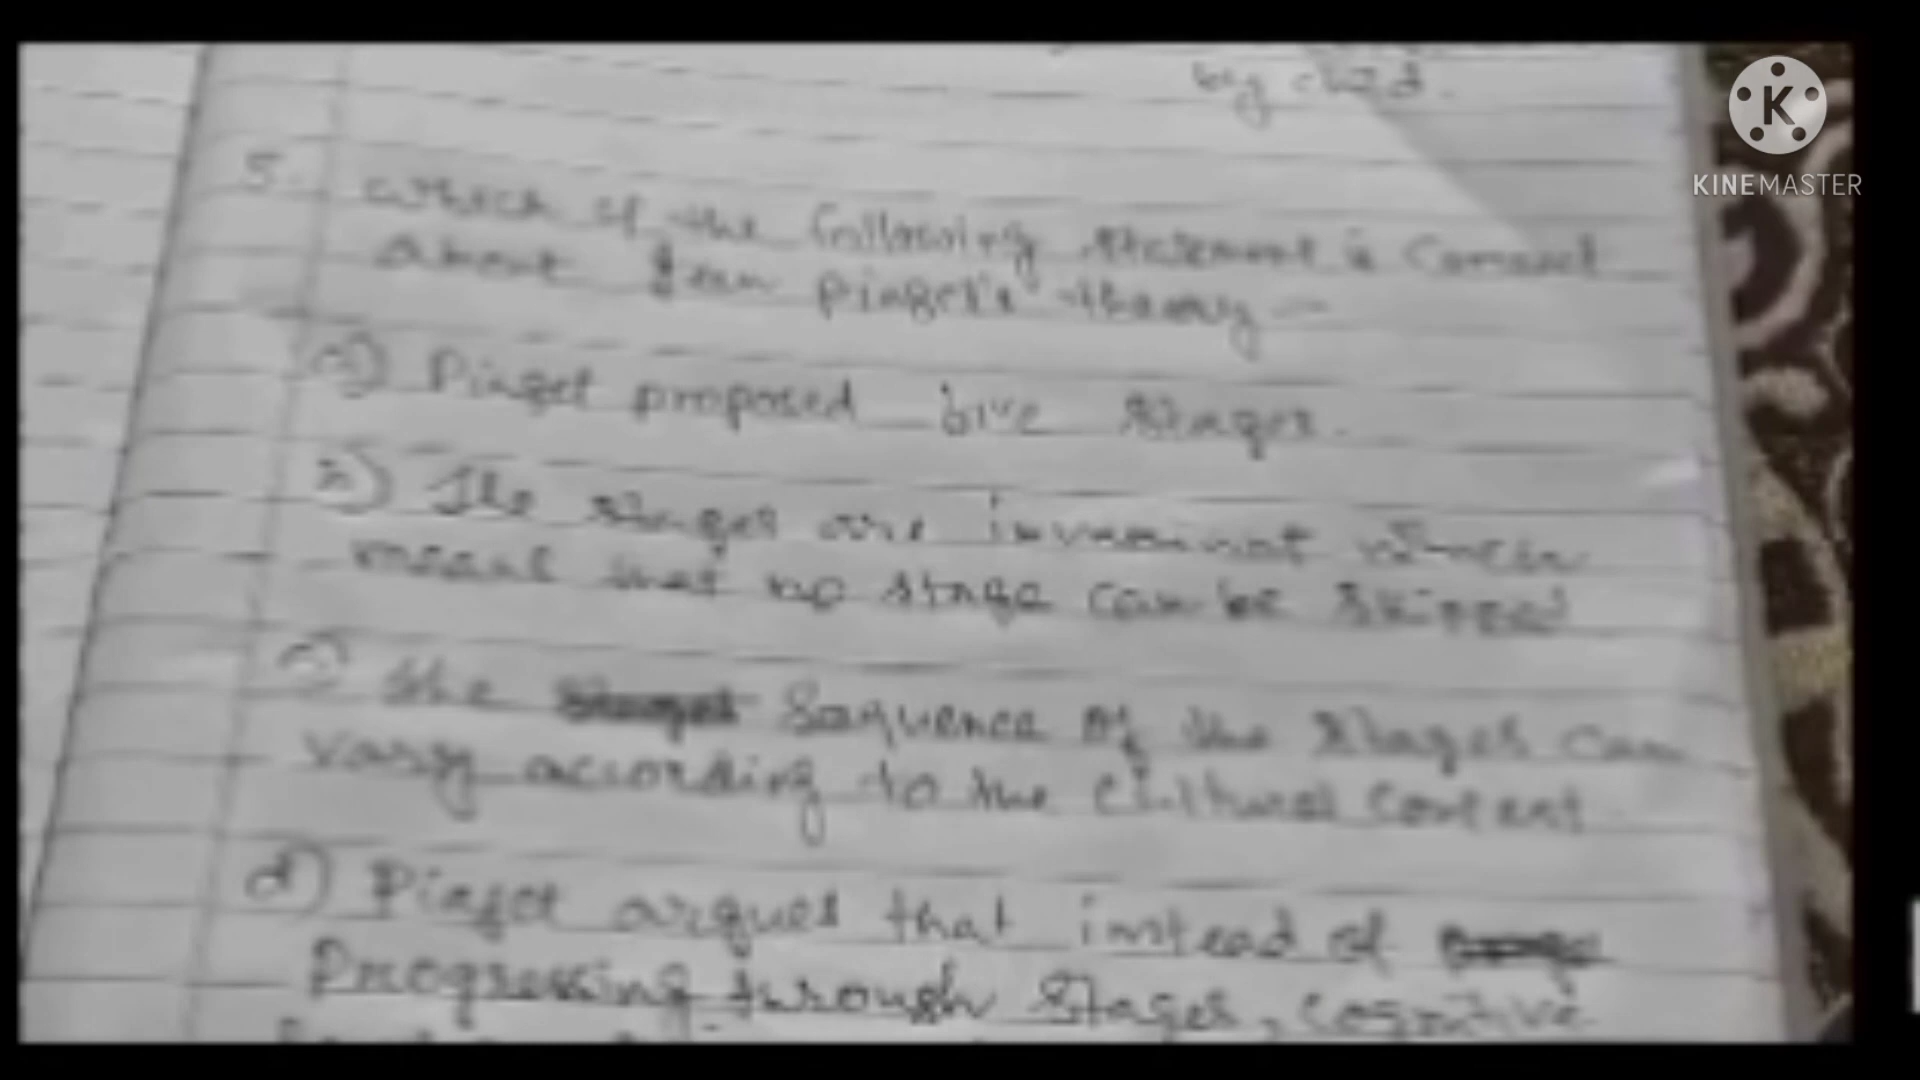 by child.
5. Which of the following statement is Correct
about Jean piaget's theory -
a) Piaget proposed five stages.
b) The stages are invariant which
means that no stage can be skipped
c) the Sequence of the stages can
vary according to the cultural context
d) Piaget argues that instead of
Progressing through stages, cognitive
KINEMASTER